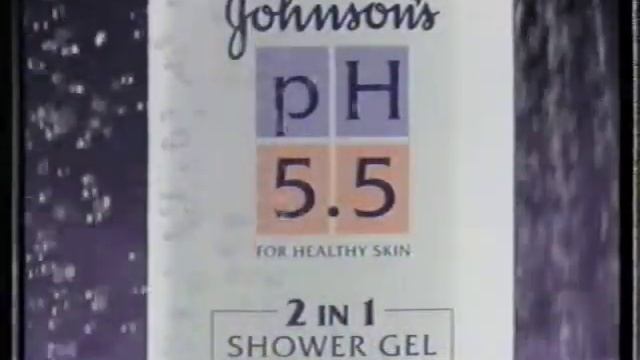 Johnson's
pH
5.5
FOR HEALTHY SKIN
2 IN 1
SHOWER GEL